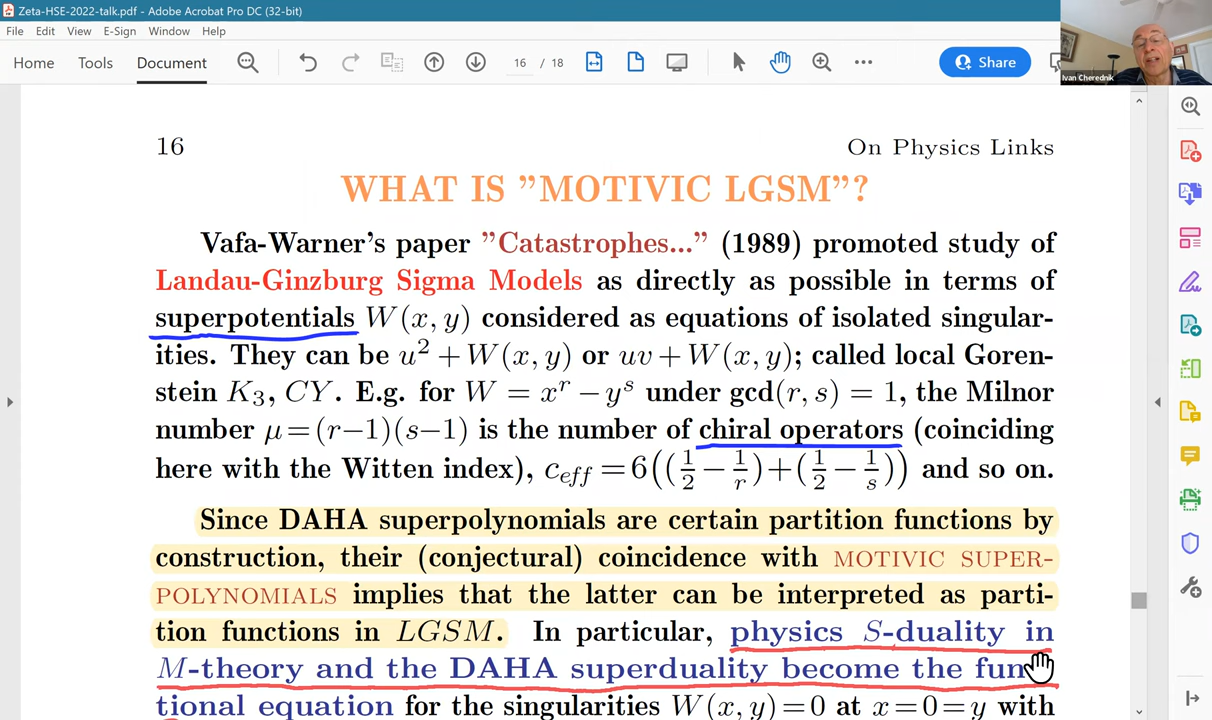 Zeta-HSE-2022-talk.pdf - Adobe Acrobat Pro DC (32-bit)
File Edit View E-Sign Window Help
Home Tools Document 16 / 18 Share
Ivan Cherednik
16 On Physics Links
WHAT IS "MOTIVIC LGSM"?
Vafa-Warner's paper "Catastrophes..." (1989) promoted study of
Landau-Ginzburg Sigma Models as directly as possible in terms of
superpotentials W(x, y) considered as equations of isolated singular-
ities. They can be u² + W(x, y) or uv + W(x, y); called local Goren-
stein K₃, CY. E.g. for W = xʳ − yˢ under gcd(r, s) = 1, the Milnor
number μ = (r−1)(s−1) is the number of chiral operators (coinciding
here with the Witten index), c_eff = 6((1/2 − 1/r) + (1/2 − 1/s)) and so on.
Since DAHA superpolynomials are certain partition functions by
construction, their (conjectural) coincidence with MOTIVIC SUPER-
POLYNOMIALS implies that the latter can be interpreted as parti-
tion functions in LGSM. In particular, physics S-duality in
M-theory and the DAHA superduality become the func
tional equation for the singularities W(x, y) = 0 at x = 0 = y with